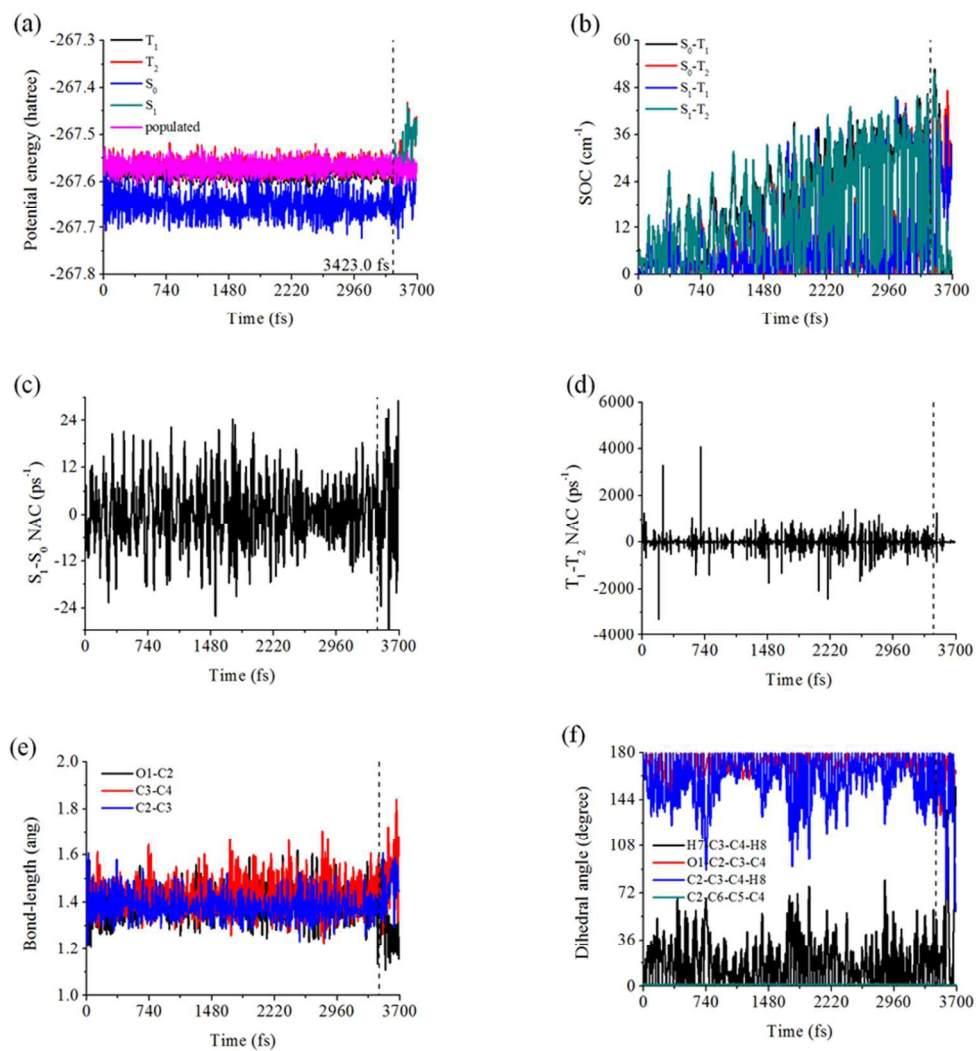 (a)
-267.3
-267.4
-267.5
-267.6
-267.7
-267.8
Potential energy (hatree)
T1
T2
S0
S1
populated
3423.0 fs
0 740 1480 2220 2960 3700
Time (fs)
(b)
60
48
36
24
12
0
SOC (cm-1)
S0-T1
S0-T2
S1-T1
S1-T2
0 740 1480 2220 2960 3700
Time (fs)
(c)
24
12
0
-12
-24
S1-S0 NAC (ps-1)
0 740 1480 2220 2960 3700
Time (fs)
(d)
6000
4000
2000
0
-2000
-4000
T1-T2 NAC (ps-1)
0 740 1480 2220 2960 3700
Time (fs)
(e)
2.0
1.8
1.6
1.4
1.2
1.0
Bond-length (ang)
O1-C2
C3-C4
C2-C3
0 740 1480 2220 2960 3700
Time (fs)
(f)
180
144
108
72
36
0
Dihedral angle (degree)
H7-C3-C4-H8
O1-C2-C3-C4
C2-C3-C4-H8
C2-C6-C5-C4
0 740 1480 2220 2960 3700
Time (fs)